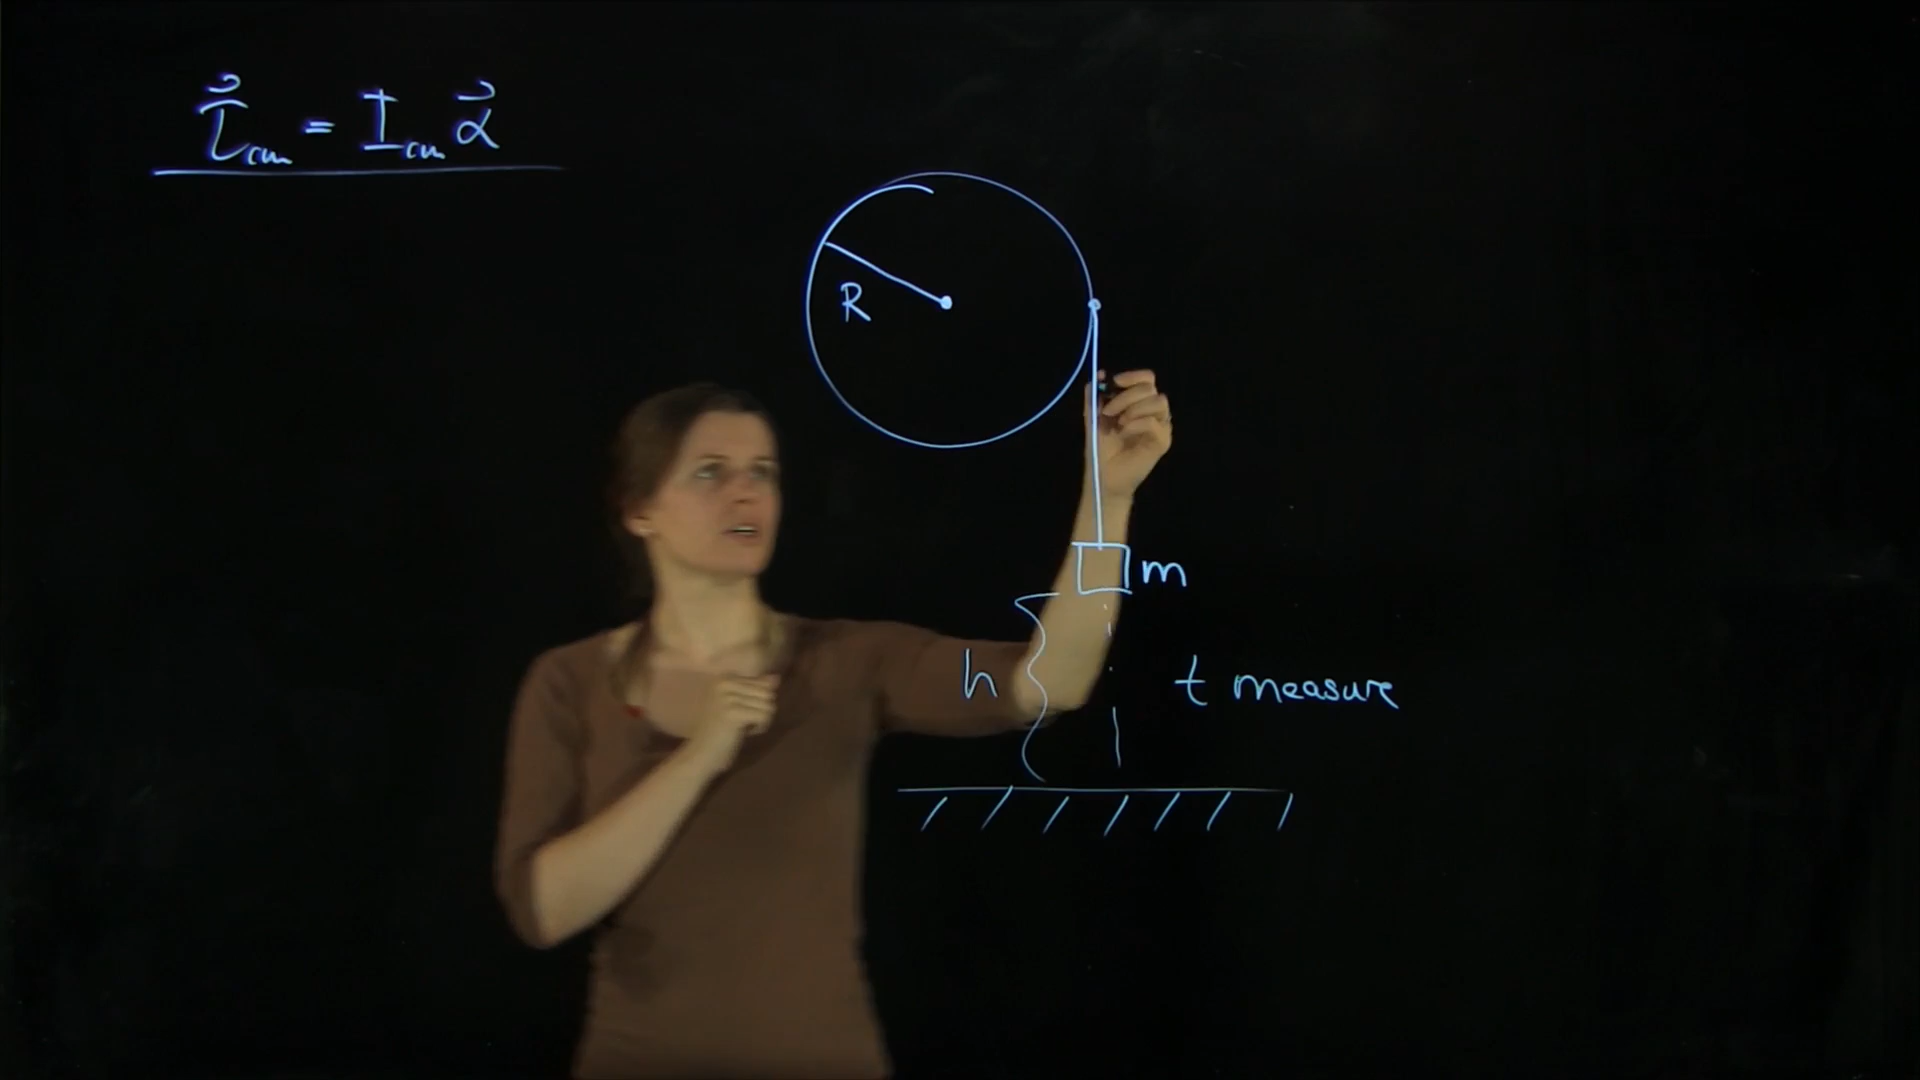 τ⃗cm = Icm α⃗
R
m
h
t measure